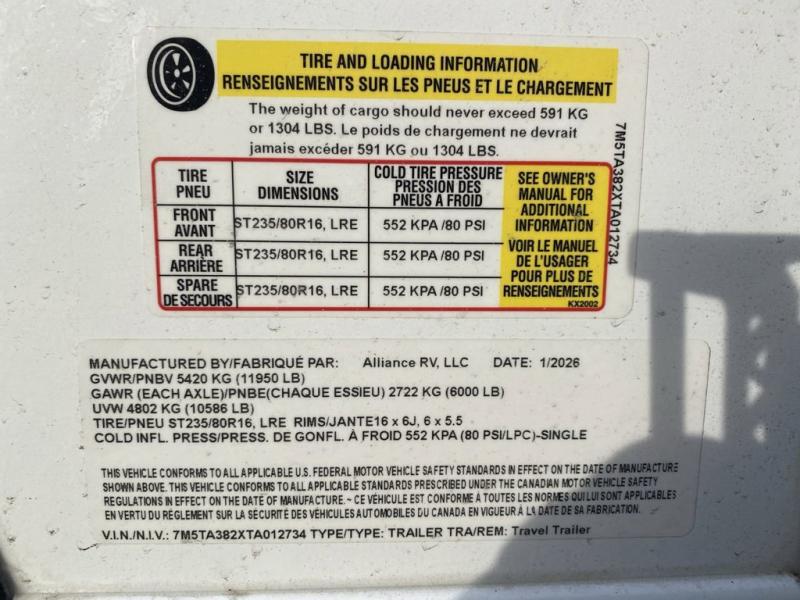 TIRE AND LOADING INFORMATION
RENSEIGNEMENTS SUR LES PNEUS ET LE CHARGEMENT
The weight of cargo should never exceed 591 KG
or 1304 LBS. Le poids de chargement ne devrait
jamais excéder 591 KG ou 1304 LBS.
TIRE
PNEU
SIZE
DIMENSIONS
COLD TIRE PRESSURE
PRESSION DES
PNEUS A FROID
SEE OWNER'S
MANUAL FOR
ADDITIONAL
INFORMATION
VOIR LE MANUEL
DE L'USAGER
POUR PLUS DE
RENSEIGNEMENTS
KX2002
FRONT
AVANT
ST235/80R16, LRE
552 KPA /80 PSI
REAR
ARRIÈRE
ST235/80R16, LRE
552 KPA /80 PSI
SPARE
DE SECOURS
ST235/80R16, LRE
552 KPA /80 PSI
7M5TA382XTA012734
MANUFACTURED BY/FABRIQUÉ PAR: Alliance RV, LLC DATE: 1/2026
GVWR/PNBV 5420 KG (11950 LB)
GAWR (EACH AXLE)/PNBE(CHAQUE ESSIEU) 2722 KG (6000 LB)
UVW 4802 KG (10586 LB)
TIRE/PNEU ST235/80R16, LRE RIMS/JANTE16 x 6J, 6 x 5.5
COLD INFL. PRESS/PRESS. DE GONFL. À FROID 552 KPA (80 PSI/LPC)-SINGLE
THIS VEHICLE CONFORMS TO ALL APPLICABLE U.S. FEDERAL MOTOR VEHICLE SAFETY STANDARDS IN EFFECT ON THE DATE OF MANUFACTURE
SHOWN ABOVE. THIS VEHICLE CONFORMS TO ALL APPLICABLE STANDARDS PRESCRIBED UNDER THE CANADIAN MOTOR VEHICLE SAFETY
REGULATIONS IN EFFECT ON THE DATE OF MANUFACTURE. ~ CE VÉHICULE EST CONFORME À TOUTES LES NORMES QUI LUI SONT APPLICABLES
EN VERTU DU RÈGLEMENT SUR LA SÉCURITÉ DES VÉHICULES AUTOMOBILES DU CANADA EN VIGUEUR À LA DATE DE SA FABRICATION.
V.I.N./N.I.V.: 7M5TA382XTA012734 TYPE/TYPE: TRAILER TRA/REM: Travel Trailer